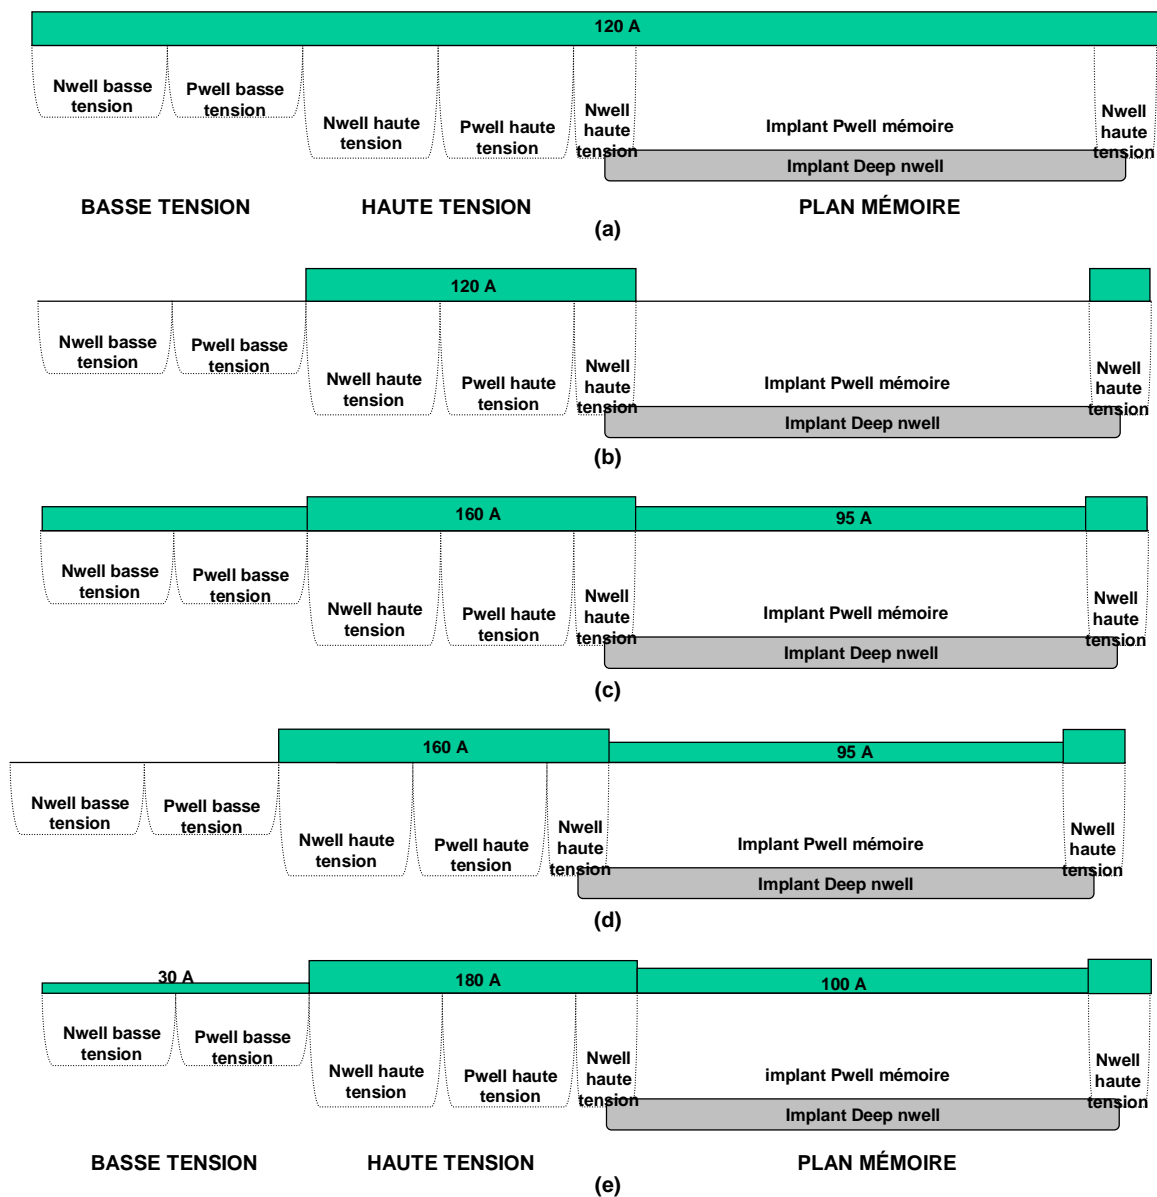 120 A
Nwell basse
tension
Pwell basse
tension
Nwell haute
tension
Pwell haute
tension
Nwell
haute
tension
Implant Pwell mémoire
Nwell
haute
tension
Implant Deep nwell
BASSE TENSION
HAUTE TENSION
PLAN MÉMOIRE
(a)
120 A
Nwell basse
tension
Pwell basse
tension
Nwell haute
tension
Pwell haute
tension
Nwell
haute
tension
Implant Pwell mémoire
Nwell
haute
tension
Implant Deep nwell
(b)
160 A
95 A
Nwell basse
tension
Pwell basse
tension
Nwell haute
tension
Pwell haute
tension
Nwell
haute
tension
Implant Pwell mémoire
Nwell
haute
tension
Implant Deep nwell
(c)
160 A
95 A
Nwell basse
tension
Pwell basse
tension
Nwell haute
tension
Pwell haute
tension
Nwell
haute
tension
Implant Pwell mémoire
Nwell
haute
tension
Implant Deep nwell
(d)
30 A
180 A
100 A
Nwell basse
tension
Pwell basse
tension
Nwell haute
tension
Pwell haute
tension
Nwell
haute
tension
implant Pwell mémoire
Nwell
haute
tension
Implant Deep nwell
BASSE TENSION
HAUTE TENSION
PLAN MÉMOIRE
(e)